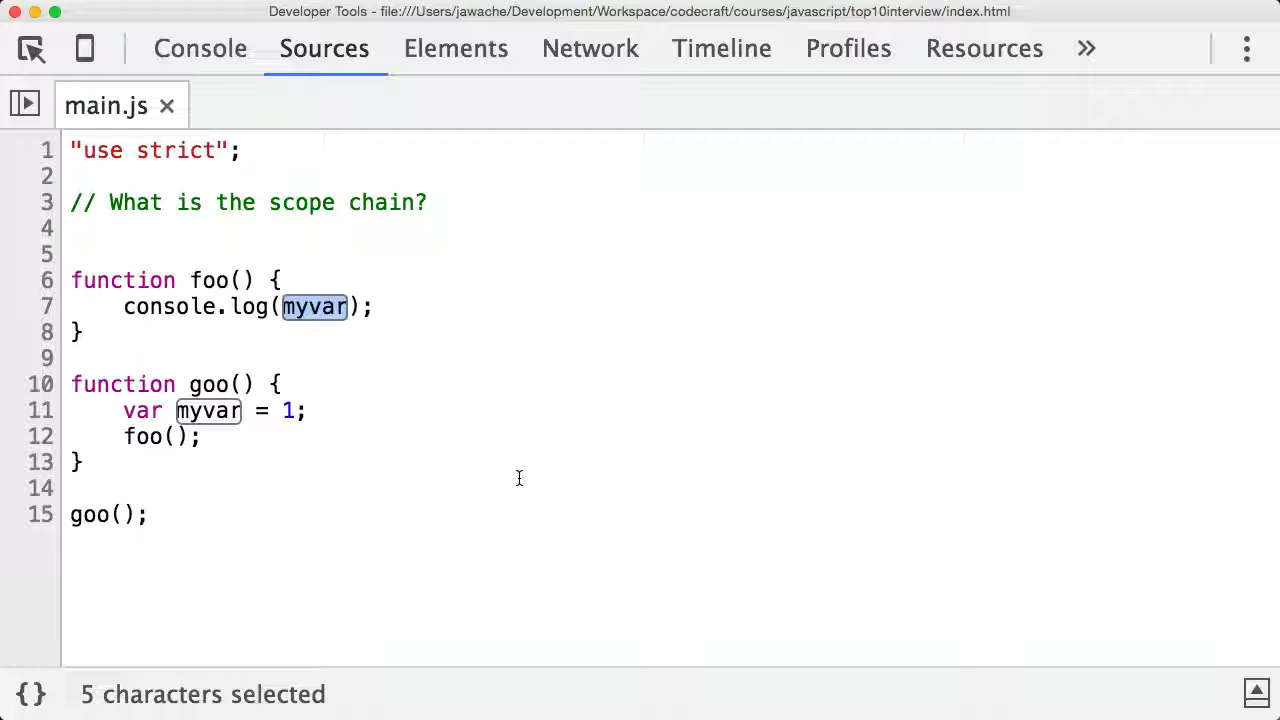 Developer Tools - file:///Users/jawache/Development/Workspace/codecraft/courses/javascript/top10interview/index.html
Console Sources Elements Network Timeline Profiles Resources »
main.js ×
1 "use strict";
2
3 // What is the scope chain?
4
5
6 function foo() {
7 console.log(myvar);
8 }
9
10 function goo() {
11 var myvar = 1;
12 foo();
13 }
14
15 goo();
{} 5 characters selected